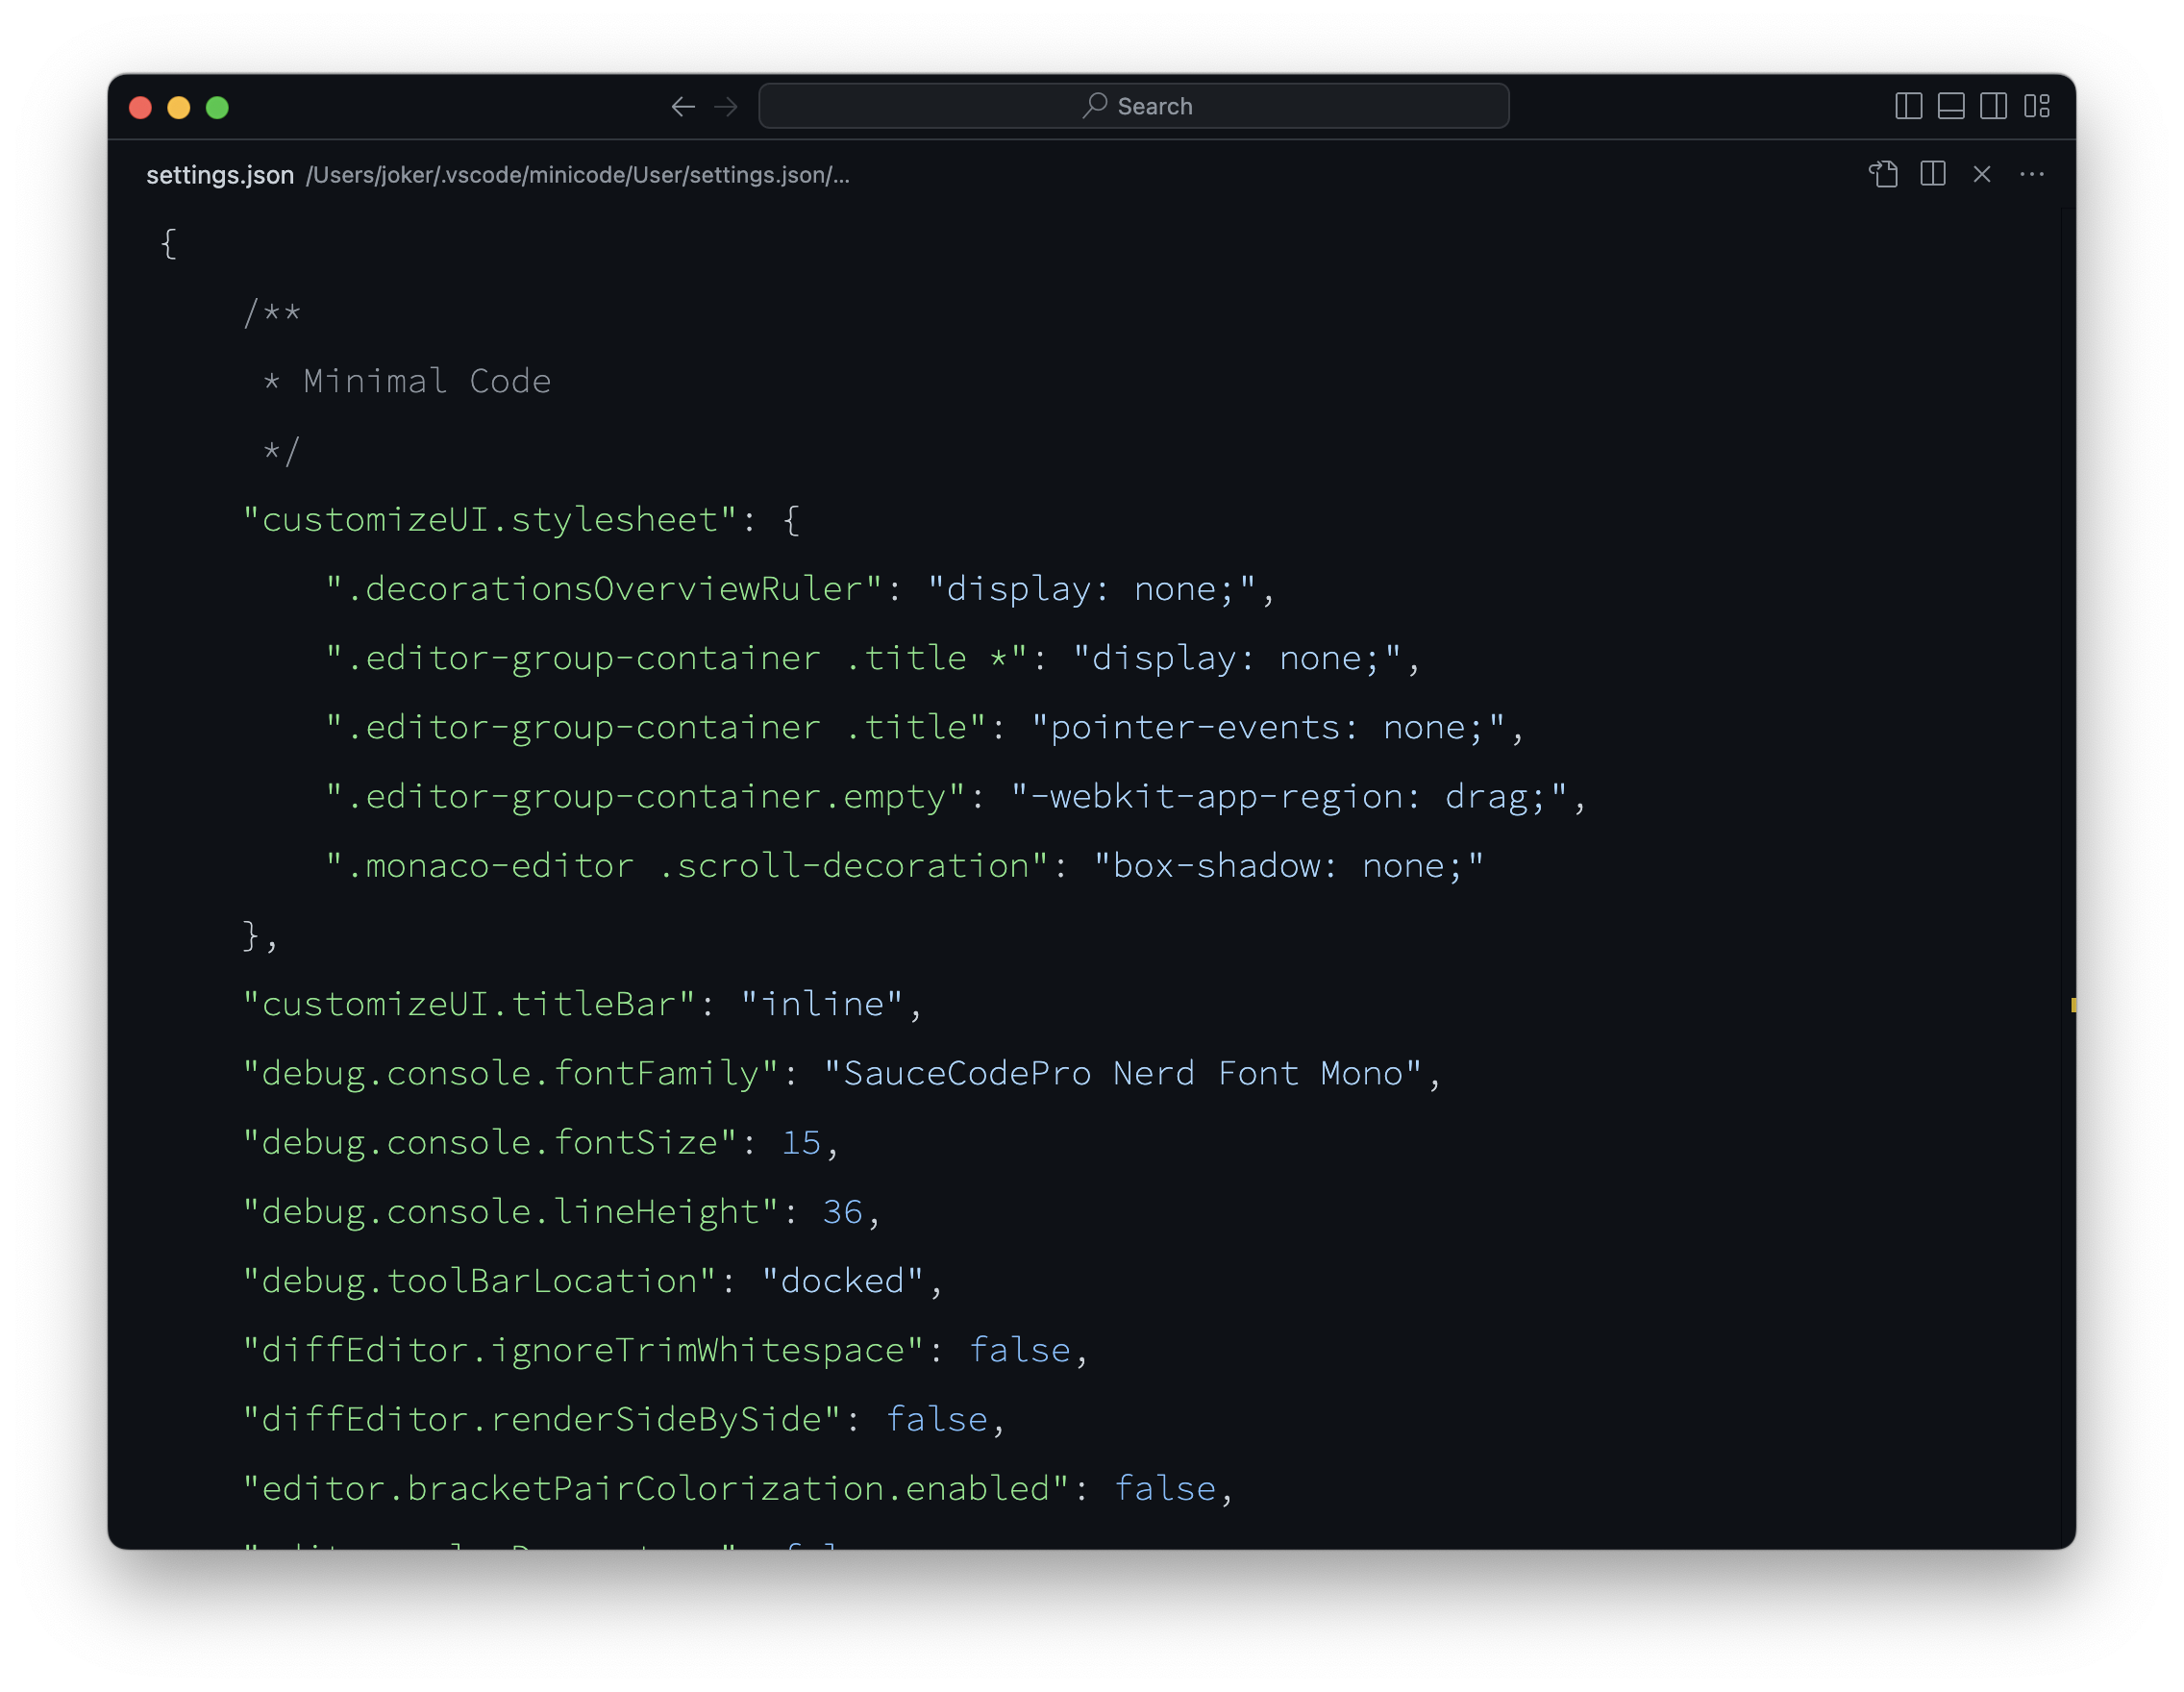 Search
settings.json /Users/joker/.vscode/minicode/User/settings.json/...
{
/**
* Minimal Code
*/
"customizeUI.stylesheet": {
".decorationsOverviewRuler": "display: none;",
".editor-group-container .title *": "display: none;",
".editor-group-container .title": "pointer-events: none;",
".editor-group-container.empty": "-webkit-app-region: drag;",
".monaco-editor .scroll-decoration": "box-shadow: none;"
},
"customizeUI.titleBar": "inline",
"debug.console.fontFamily": "SauceCodePro Nerd Font Mono",
"debug.console.fontSize": 15,
"debug.console.lineHeight": 36,
"debug.toolBarLocation": "docked",
"diffEditor.ignoreTrimWhitespace": false,
"diffEditor.renderSideBySide": false,
"editor.bracketPairColorization.enabled": false,